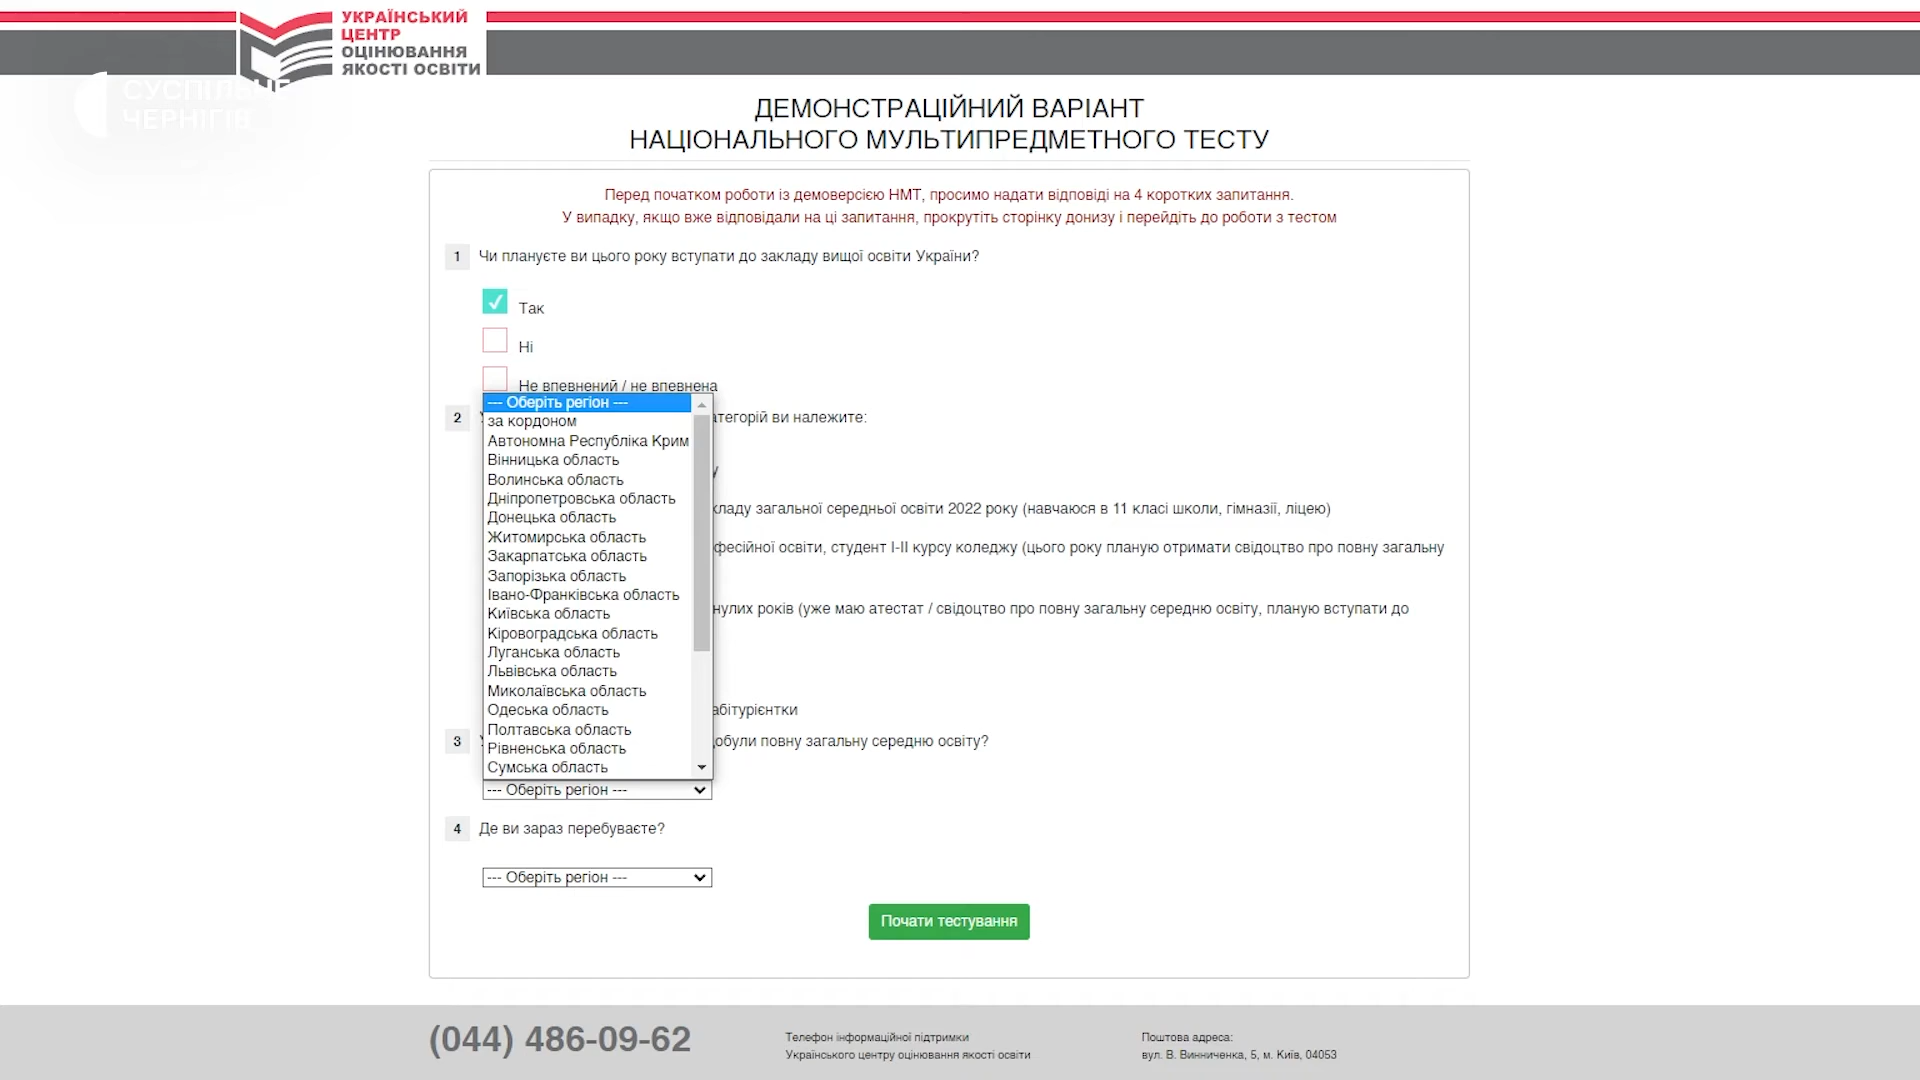 УКРАЇНСЬКИЙ
ЦЕНТР
ОЦІНЮВАННЯ
ЯКОСТІ ОСВІТИ
СУСПІЛЬНЕ
ЧЕРНІГІВ
ДЕМОНСТРАЦІЙНИЙ ВАРІАНТ
НАЦІОНАЛЬНОГО МУЛЬТИПРЕДМЕТНОГО ТЕСТУ
Перед початком роботи із демоверсією НМТ, просимо надати відповіді на 4 коротких запитання.
У випадку, якщо вже відповідали на ці запитання, прокрутіть сторінку донизу і перейдіть до роботи з тестом
1 Чи плануєте ви цього року вступати до закладу вищої освіти України?
Так
Ні
Не впевнений / не впевнена
--- Оберіть регіон ---
2 атегорій ви належите:
за кордоном
Автономна Республіка Крим
Вінницька область
Волинська область
Дніпропетровська область
кладу загальної середньої освіти 2022 року (навчаюся в 11 класі школи, гімназії, ліцею)
Донецька область
Житомирська область
фесійної освіти, студент І-ІІ курсу коледжу (цього року планую отримати свідоцтво про повну загальну
Закарпатська область
Запорізька область
Івано-Франківська область
нулих років (уже маю атестат / свідоцтво про повну загальну середню освіту, планую вступати до
Київська область
Кіровоградська область
Луганська область
Львівська область
Миколаївська область
Одеська область
абітурієнтки
Полтавська область
3 обули повну загальну середню освіту?
Рівненська область
Сумська область
--- Оберіть регіон ---
4 Де ви зараз перебуваєте?
--- Оберіть регіон ---
Почати тестування
(044) 486-09-62
Телефон інформаційної підтримки
Українського центру оцінювання якості освіти
Поштова адреса:
вул. В. Винниченка, 5, м. Київ, 04053